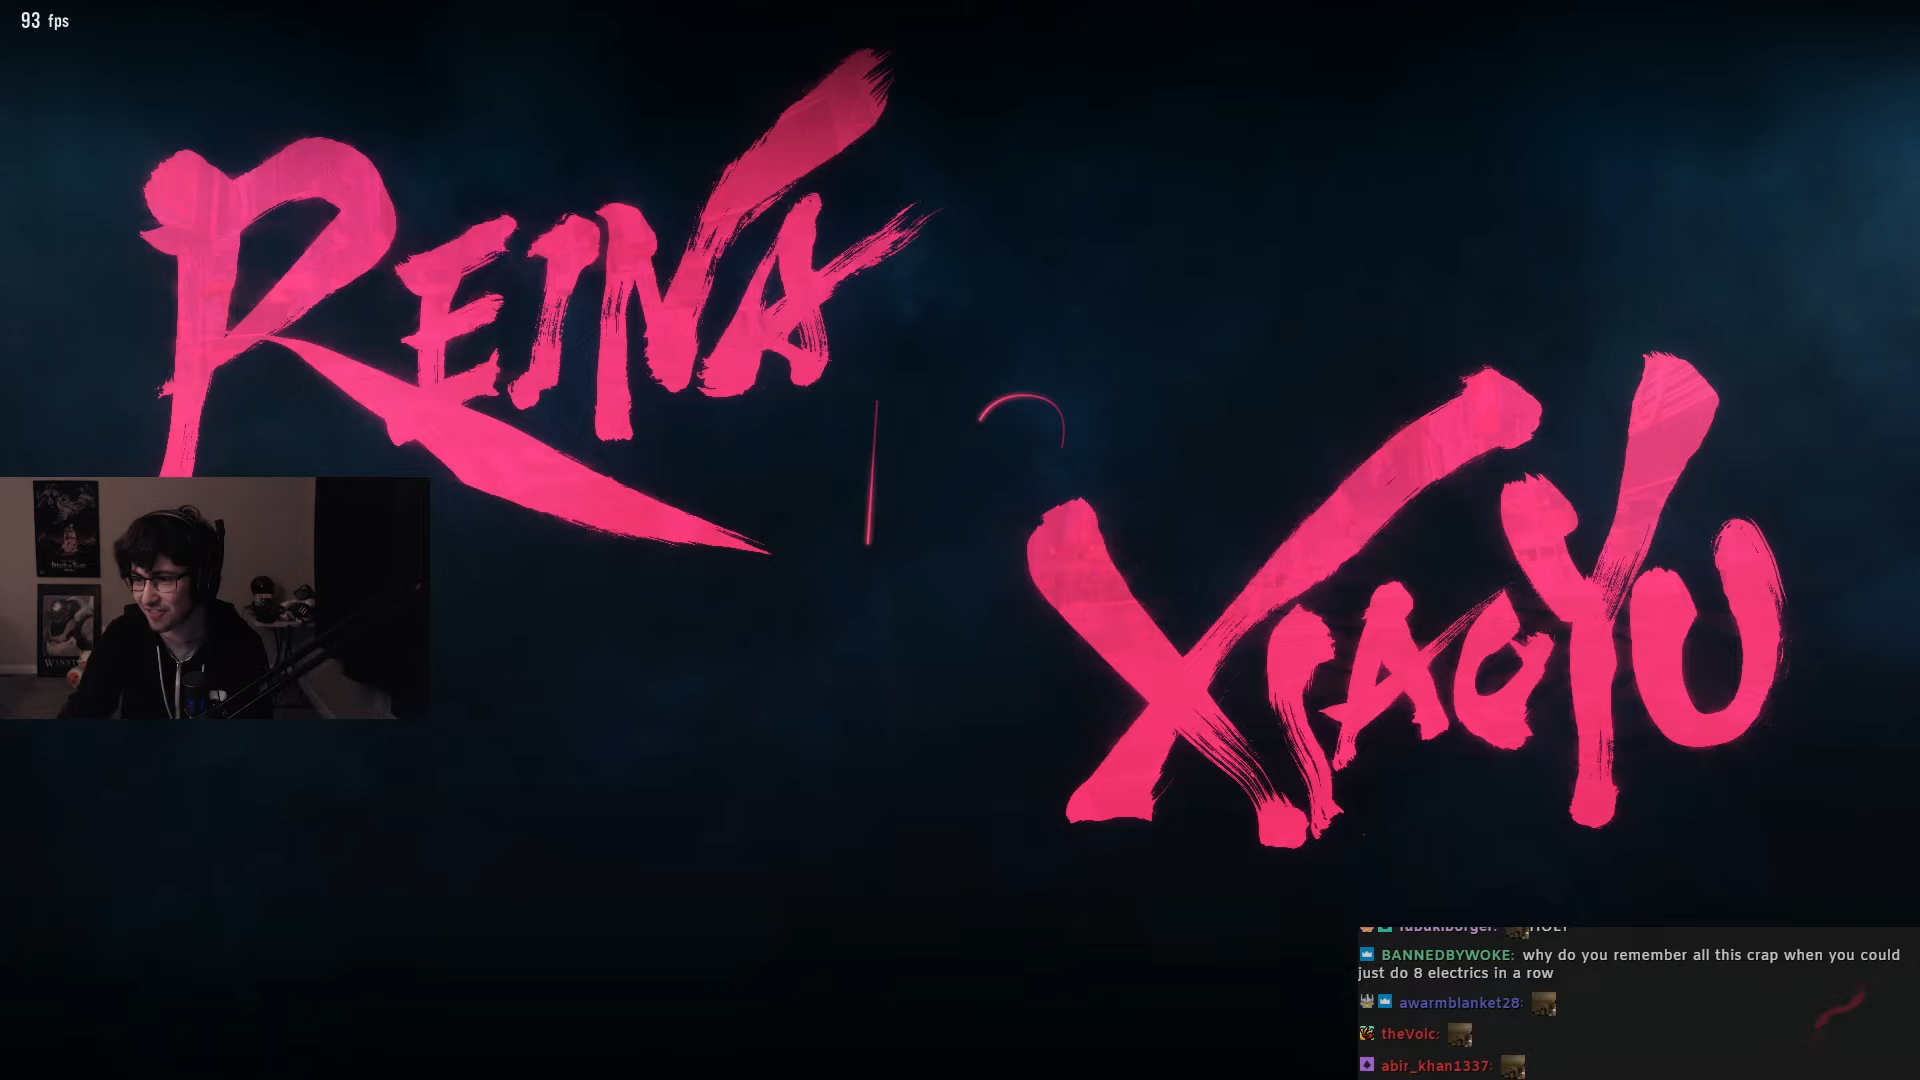 93 fps
REINA
XIAOYU
WINST
BANNEDBYWOKE: why do you remember all this crap when you could
just do 8 electrics in a row
awarmblanket28:
theVolc:
abir_khan1337: